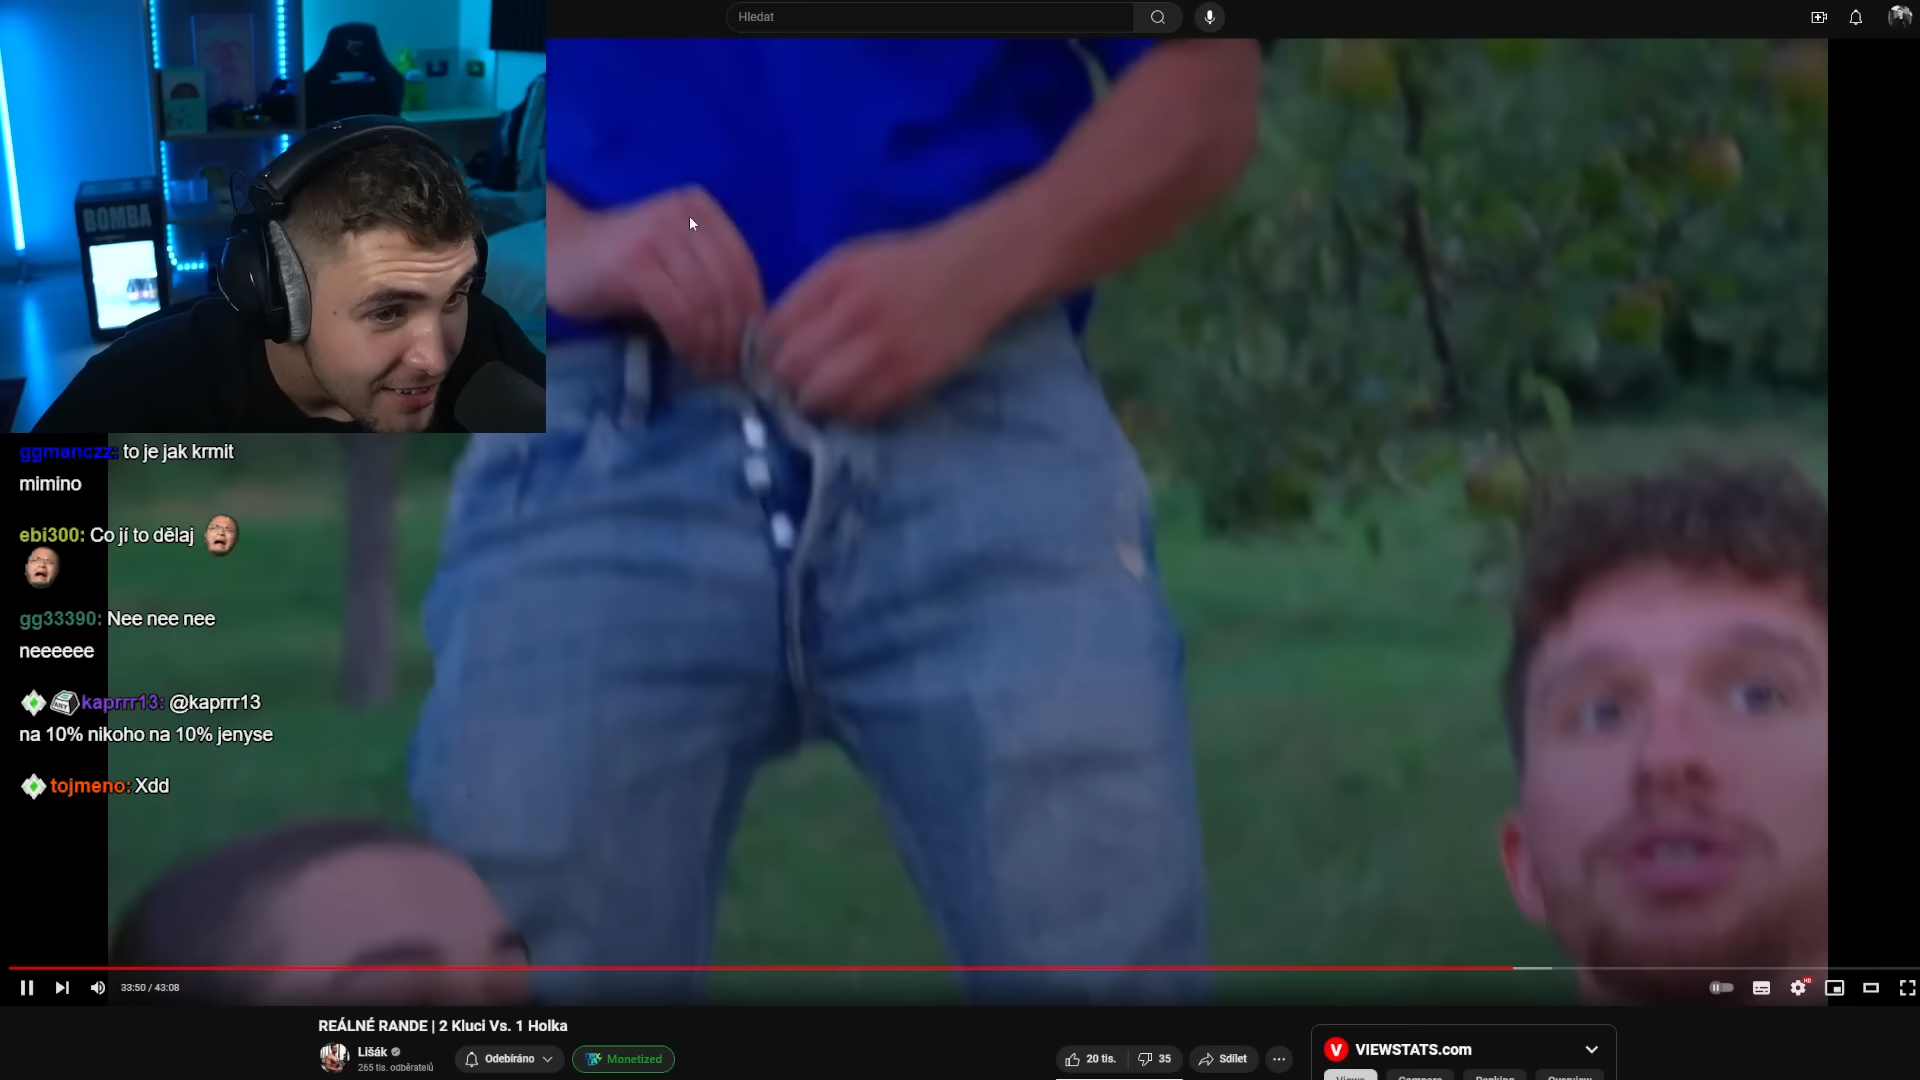 Hledat
BOMBA
ggmanczz: to je jak krmit
mimino
ebi300: Co jí to dělaj
gg33390: Nee nee nee
neeeeee
kaprrr13: @kaprrr13
na 10% nikoho na 10% jenyse
tojmeno: Xdd
33:50 / 43:08
REÁLNÉ RANDE | 2 Kluci Vs. 1 Holka
Lišák
265 tis. odběratelů
Odebíráno
Monetized
20 tis.
35
Sdílet
VIEWSTATS.com